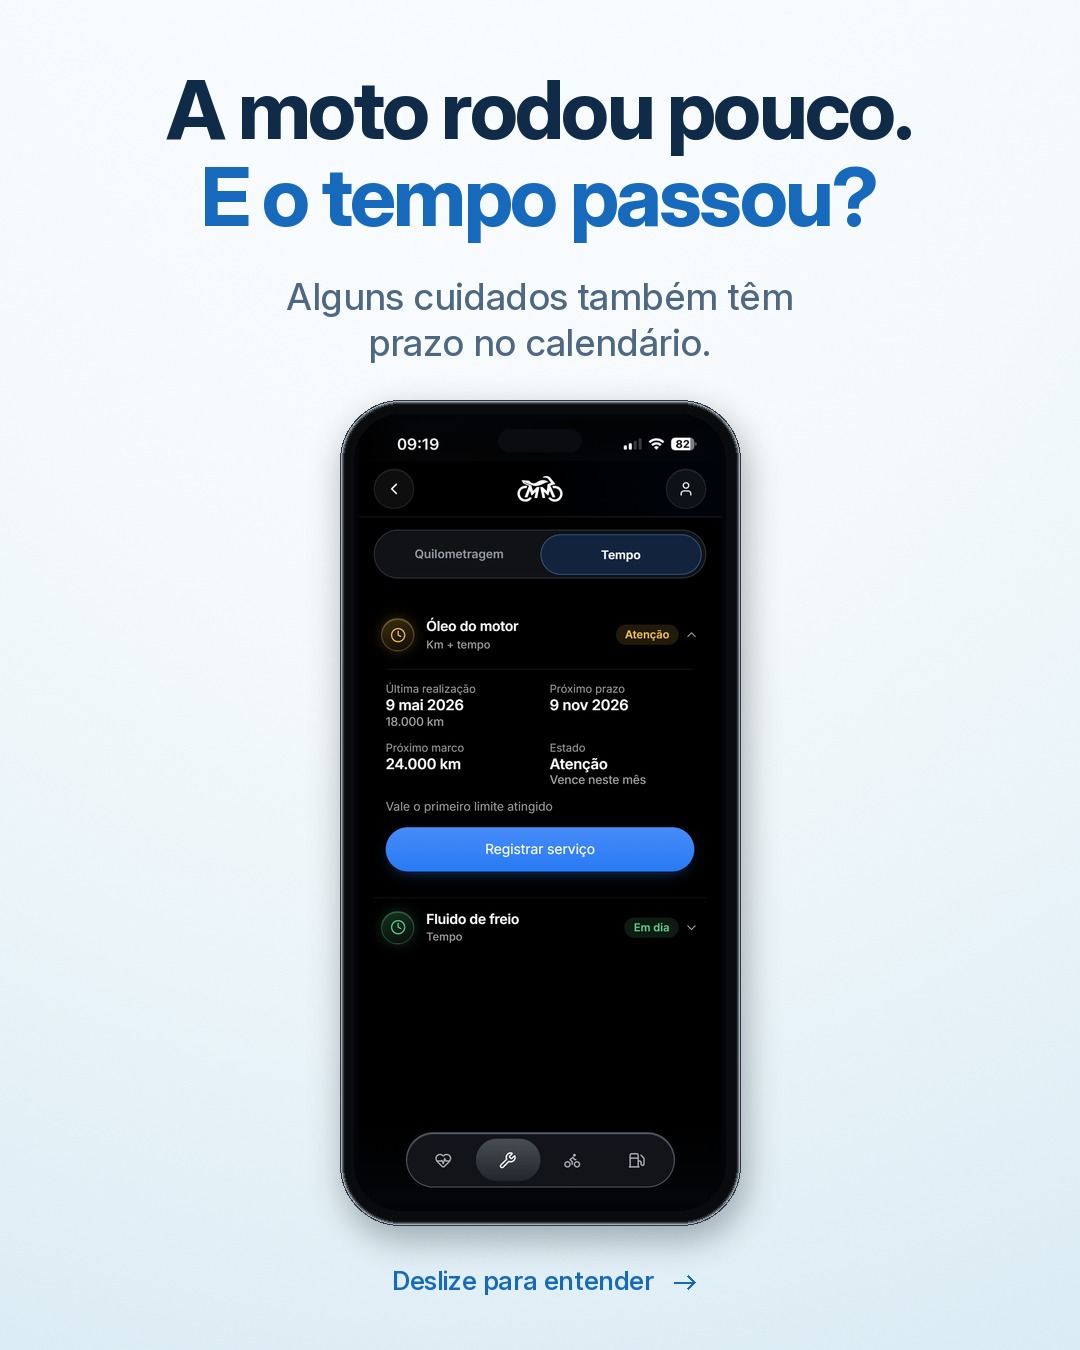 A moto rodou pouco.
E o tempo passou?
Alguns cuidados também têm
prazo no calendário.
09:19
82
MM
Quilometragem
Tempo
Óleo do motor
Km + tempo
Atenção
Última realização
9 mai 2026
18.000 km
Próximo prazo
9 nov 2026
Próximo marco
24.000 km
Estado
Atenção
Vence neste mês
Vale o primeiro limite atingido
Registrar serviço
Fluido de freio
Tempo
Em dia
Deslize para entender →